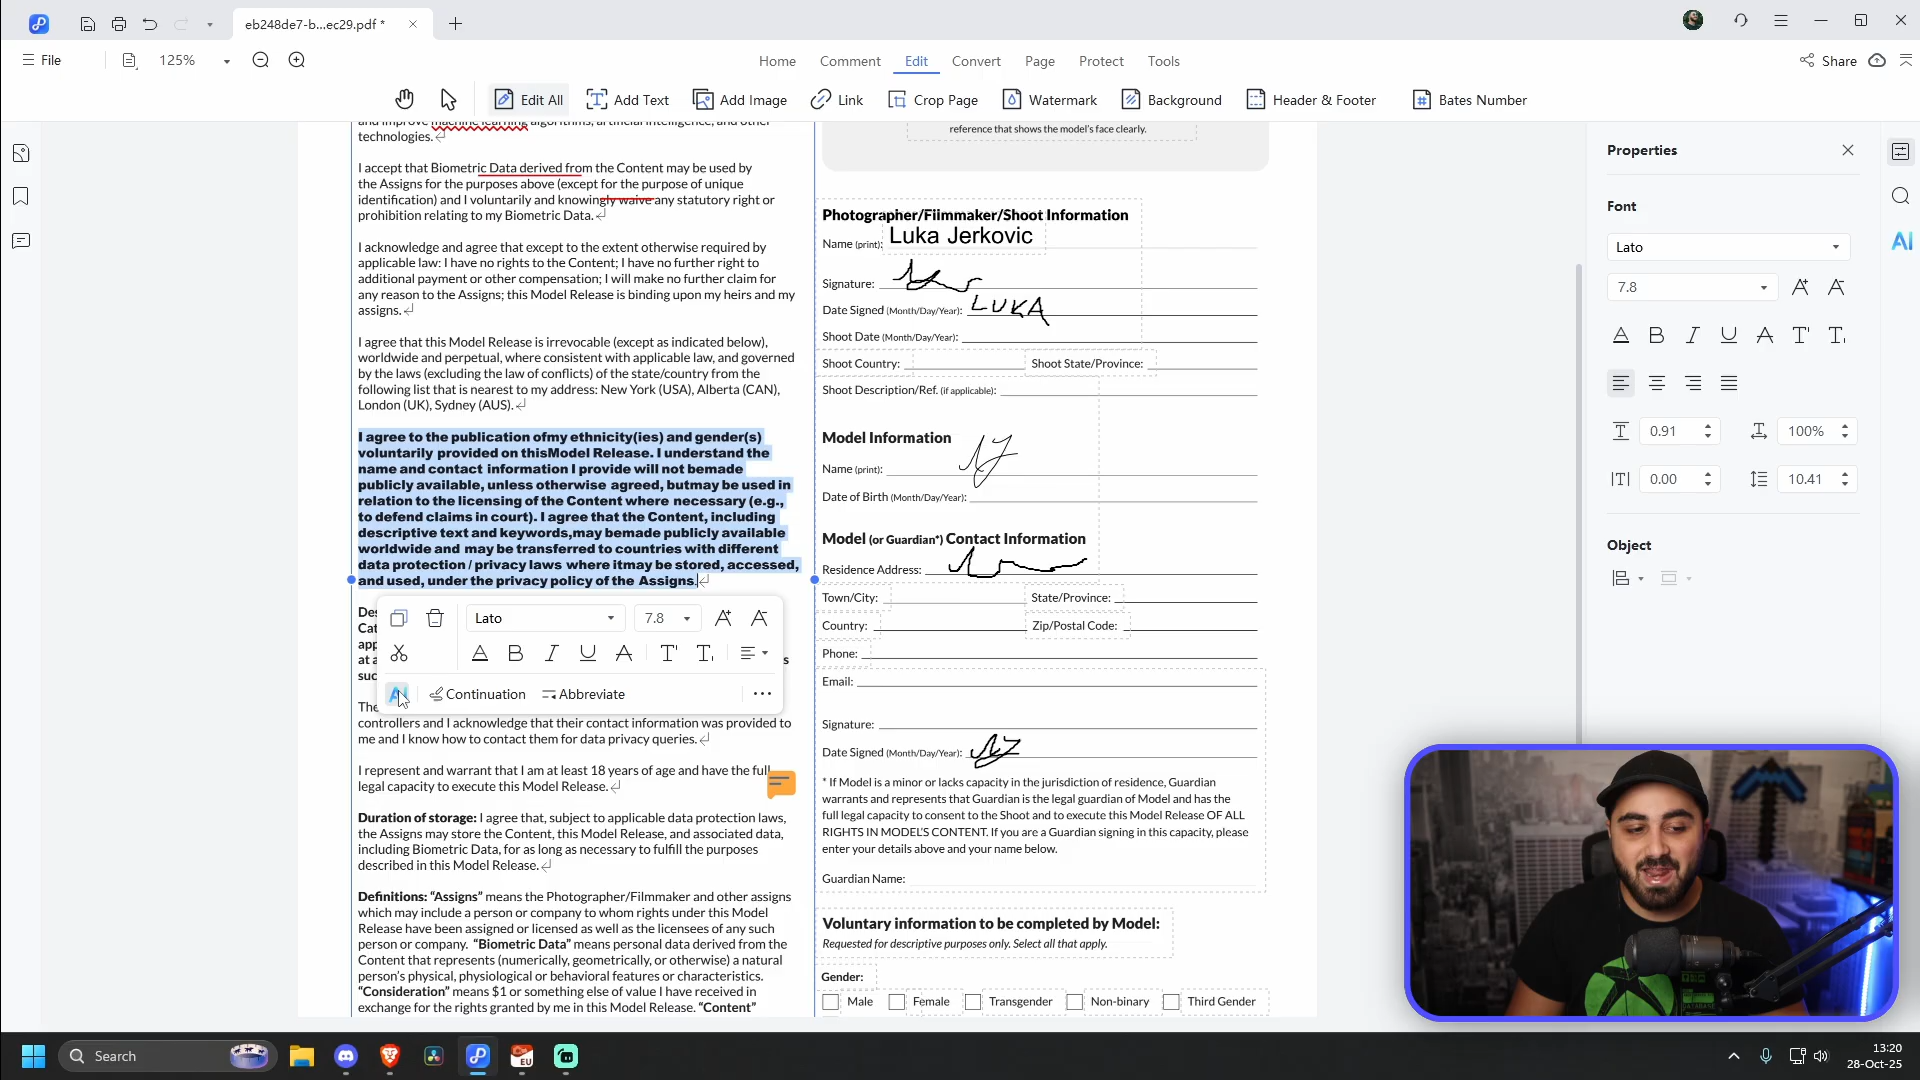 eb248de7-b...ec29.pdf *
File
125%
Home
Comment
Edit
Convert
Page
Protect
Tools
Share
Edit All
Add Text
Add Image
Link
Crop Page
Watermark
Background
Header & Footer
Bates Number
and improve machine learning algorithms, artificial intelligence, and other
technologies.
I accept that Biometric Data derived from the Content may be used by
the Assigns for the purposes above (except for the purpose of unique
identification) and I voluntarily and knowingly waive any statutory right or
prohibition relating to my Biometric Data.
I acknowledge and agree that except to the extent otherwise required by
applicable law: I have no rights to the Content; I have no further right to
additional payment or other compensation; I will make no further claim for
any reason to the Assigns; this Model Release is binding upon my heirs and my
assigns.
I agree that this Model Release is irrevocable (except as indicated below),
worldwide and perpetual, where consistent with applicable law, and governed
by the laws (excluding the law of conflicts) of the state/country from the
following list that is nearest to my address: New York (USA), Alberta (CAN),
London (UK), Sydney (AUS).
I agree to the publication ofmy ethnicity(ies) and gender(s)
voluntarily provided on thisModel Release. I understand the
name and contact information I provide will not bemade
publicly available, unless otherwise agreed, butmay be used in
relation to the licensing of the Content where necessary (e.g.,
to defend claims in court). I agree that the Content, including
descriptive text and keywords,may bemade publicly available
worldwide and may be transferred to countries with different
data protection / privacy laws where itmay be stored, accessed,
and used, under the privacy policy of the Assigns.
Lato
7.8
AI
Continuation
Abbreviate
controllers and I acknowledge that their contact information was provided to
me and I know how to contact them for data privacy queries.
I represent and warrant that I am at least 18 years of age and have the full
legal capacity to execute this Model Release.
Duration of storage: I agree that, subject to applicable data protection laws,
the Assigns may store the Content, this Model Release, and associated data,
including Biometric Data, for as long as necessary to fulfill the purposes
described in this Model Release.
Definitions: "Assigns" means the Photographer/Filmmaker and other assigns
which may include a person or company to whom rights under this Model
Release have been assigned or licensed as well as the licensees of any such
person or company. "Biometric Data" means personal data derived from the
Content that represents (numerically, geometrically, or otherwise) a natural
person's physical, physiological or behavioral features or characteristics.
"Consideration" means $1 or something else of value I have received in
exchange for the rights granted by me in this Model Release. "Content"
reference that shows the model's face clearly.
Photographer/Fiimmaker/Shoot Information
Name (print): Luka Jerkovic
Signature:
Date Signed (Month/Day/Year): LUKA
Shoot Date (Month/Day/Year):
Shoot Country: Shoot State/Province:
Shoot Description/Ref. (if applicable):
Model Information
Name (print):
Date of Birth (Month/Day/Year):
Model (or Guardian*) Contact Information
Residence Address:
Town/City: State/Province:
Country: Zip/Postal Code:
Phone:
Email:
Signature:
Date Signed (Month/Day/Year):
* If Model is a minor or lacks capacity in the jurisdiction of residence, Guardian
warrants and represents that Guardian is the legal guardian of Model and has the
full legal capacity to consent to the Shoot and to execute this Model Release OF ALL
RIGHTS IN MODEL'S CONTENT. If you are a Guardian signing in this capacity, please
enter your details above and your name below.
Guardian Name:
Voluntary information to be completed by Model:
Requested for descriptive purposes only. Select all that apply.
Gender:
Male Female Transgender Non-binary Third Gender
Properties
Font
Lato
7.8
0.91 100%
0.00 10.41
Object
AI
Search
EU
13:20
28-Oct-25